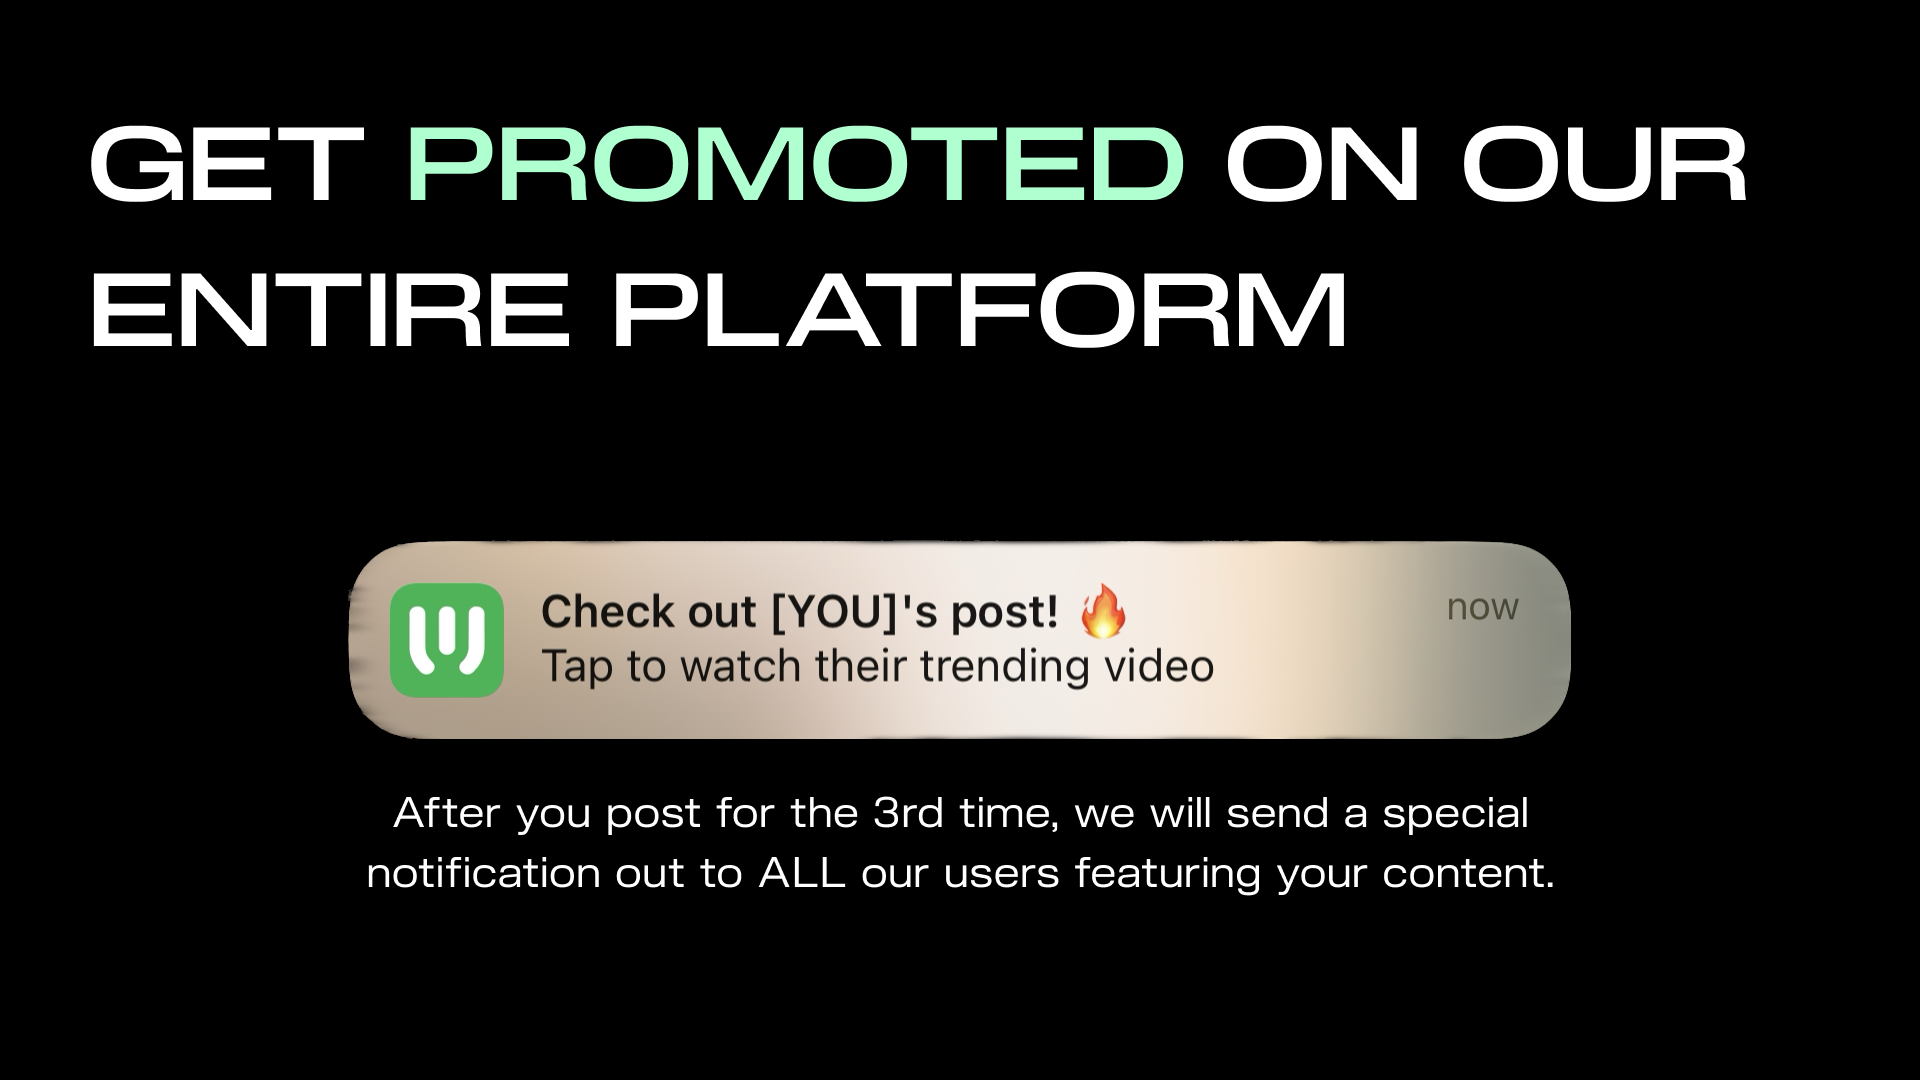 GET PROMOTED ON OUR
ENTIRE PLATFORM
Check out [YOU]'s post! 🔥
now
Tap to watch their trending video
After you post for the 3rd time, we will send a special
notification out to ALL our users featuring your content.